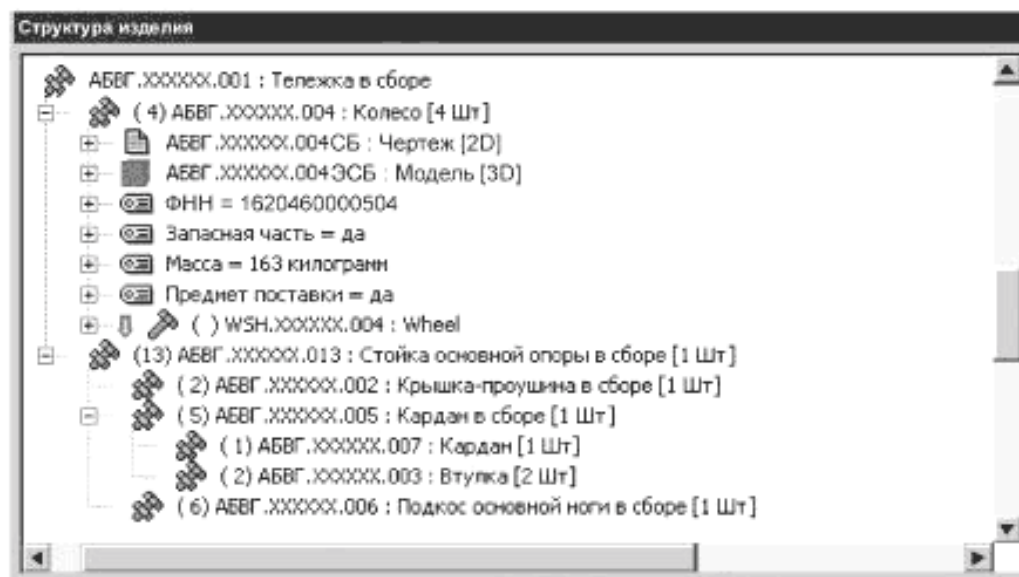 Структура изделия
АБВГ.XXXXXX.001 : Тележка в сборе
( 4) АБВГ.XXXXXX.004 : Колесо [4 Шт]
АБВГ.XXXXXX.004СБ : Чертеж [2D]
АБВГ.XXXXXX.004ЭСБ : Модель [3D]
ФНН = 1620460000504
Запасная часть = да
Масса = 163 килограмм
Предмет поставки = да
( ) WSH.XXXXXX.004 : Wheel
(13) АБВГ.XXXXXX.013 : Стойка основной опоры в сборе [1 Шт]
( 2) АБВГ.XXXXXX.002 : Крышка-проушина в сборе [1 Шт]
( 5) АБВГ.XXXXXX.005 : Кардан в сборе [1 Шт]
( 1) АБВГ.XXXXXX.007 : Кардан [1 Шт]
( 2) АБВГ.XXXXXX.003 : Втулка [2 Шт]
( 6) АБВГ.XXXXXX.006 : Подкос основной ноги в сборе [1 Шт]